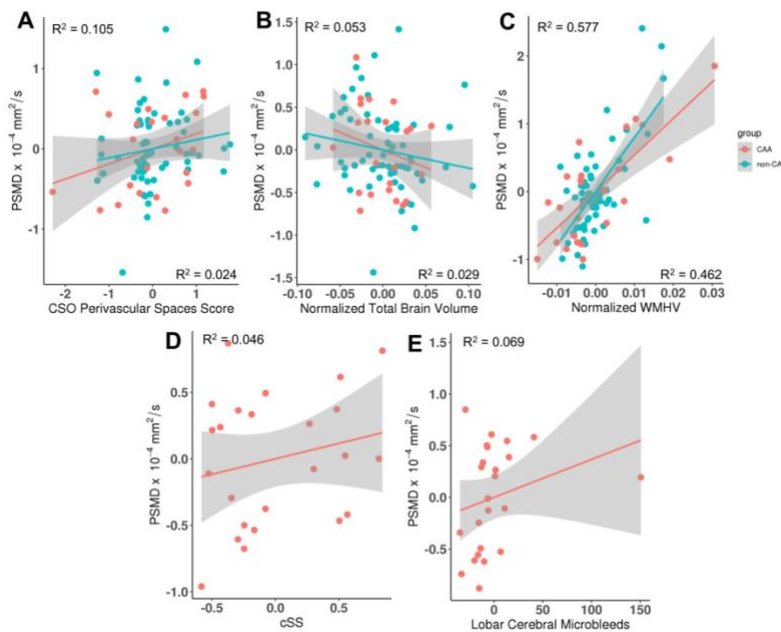 A
R² = 0.105
PSMD x 10⁻⁴ mm²/s
1
0
-1
R² = 0.024
-2
-1
0
1
CSO Perivascular Spaces Score
B
R² = 0.053
PSMD x 10⁻⁴ mm²/s
1.5
1.0
0.5
0.0
-0.5
-1.0
-1.5
R² = 0.029
-0.10
-0.05
0.00
0.05
0.10
Normalized Total Brain Volume
C
R² = 0.577
PSMD x 10⁻⁴ mm²/s
2
1
0
-1
R² = 0.462
-0.01
0.00
0.01
0.02
0.03
Normalized WMHV
group
CAA
non-CA
D
R² = 0.046
PSMD x 10⁻⁴ mm²/s
0.5
0.0
-0.5
-1.0
-0.5
0.0
0.5
cSS
E
R² = 0.069
PSMD x 10⁻⁴ mm²/s
1.5
1.0
0.5
0.0
-0.5
0
50
100
150
Lobar Cerebral Microbleeds